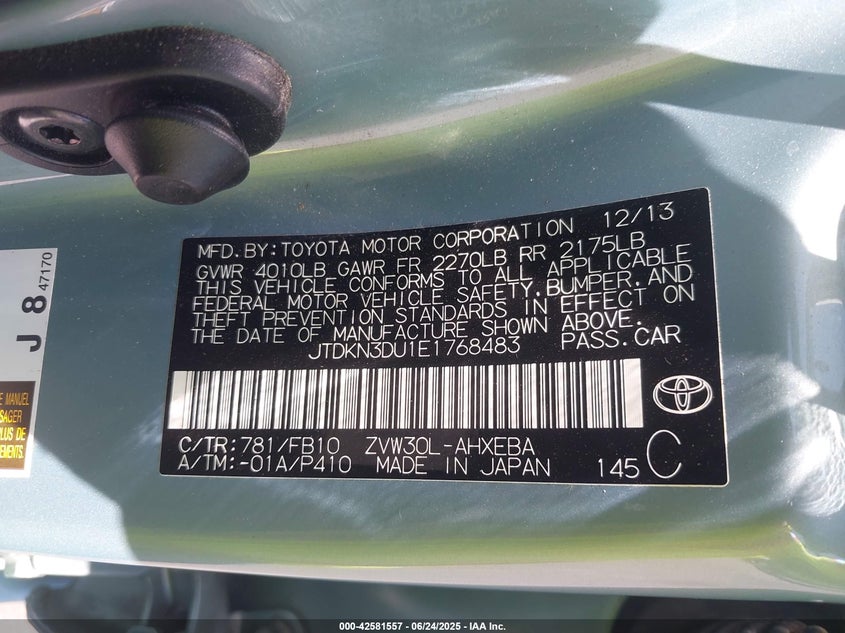 MFD. BY: TOYOTA MOTOR CORPORATION 12/13
GVWR 4010LB GAWR FR 2270LB RR 2175LB
THIS VEHICLE CONFORMS TO ALL APPLICABLE
FEDERAL MOTOR VEHICLE SAFETY, BUMPER, AND
THEFT PREVENTION STANDARDS IN EFFECT ON
THE DATE OF MANUFACTURE SHOWN ABOVE.
JTDKN3DU1E1768483 PASS. CAR
C/TR: 781/FB10 ZVW30L-AHXEBA
A/TM: -01A/P410 MADE IN JAPAN 145 C
J 8 47170
E MANUEL
SAGER
PLUS DE
EMENTS.
000-42581557 | 06/24/2025 | IAA Inc.